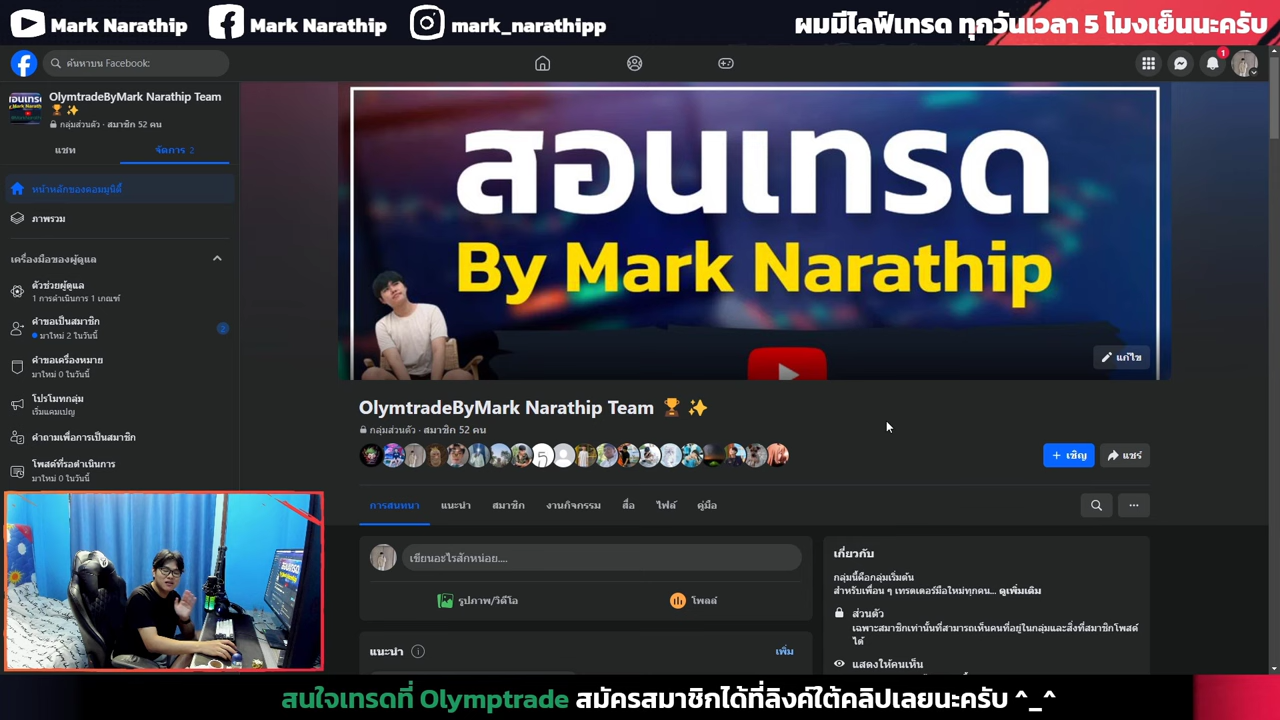 Mark Narathip
Mark Narathip
mark_narathipp
ผมมีไลฟ์เทรด ทุกวันเวลา 5 โมงเย็นนะครับ
ค้นหาบน Facebook:
1
OlymtradeByMark Narathip Team
กลุ่มส่วนตัว · สมาชิก 52 คน
แชท
จัดการ 2
หน้าหลักของคอมมูนิตี้
ภาพรวม
เครื่องมือของผู้ดูแล
ตัวช่วยผู้ดูแล
1 การดำเนินการ 1 เกณฑ์
คำขอเป็นสมาชิก
มาใหม่ 2 ในวันนี้
2
คำขอเครื่องหมาย
มาใหม่ 0 ในวันนี้
โปรโมทกลุ่ม
เริ่มแคมเปญ
คำถามเพื่อการเป็นสมาชิก
โพสต์ที่รอดำเนินการ
มาใหม่ 0 ในวันนี้
สอนเทรด
By Mark Narathip
แก้ไข
OlymtradeByMark Narathip Team
กลุ่มส่วนตัว · สมาชิก 52 คน
+ เชิญ
แชร์
การสนทนา
แนะนำ
สมาชิก
งานกิจกรรม
สื่อ
ไฟล์
คู่มือ
เขียนอะไรสักหน่อย....
รูปภาพ/วิดีโอ
โพลล์
แนะนำ
เพิ่ม
เกี่ยวกับ
กลุ่มนี้คือกลุ่มเริ่มต้น
สำหรับเพื่อน ๆ เทรดเดอร์มือใหม่ทุกคน... ดูเพิ่มเติม
ส่วนตัว
เฉพาะสมาชิกเท่านั้นที่สามารถเห็นคนที่อยู่ในกลุ่มและสิ่งที่สมาชิกโพสต์
ได้
แสดงให้คนเห็น
สนใจเทรดที่ Olymptrade สมัครสมาชิกได้ที่ลิงค์ใต้คลิปเลยนะครับ ^_^